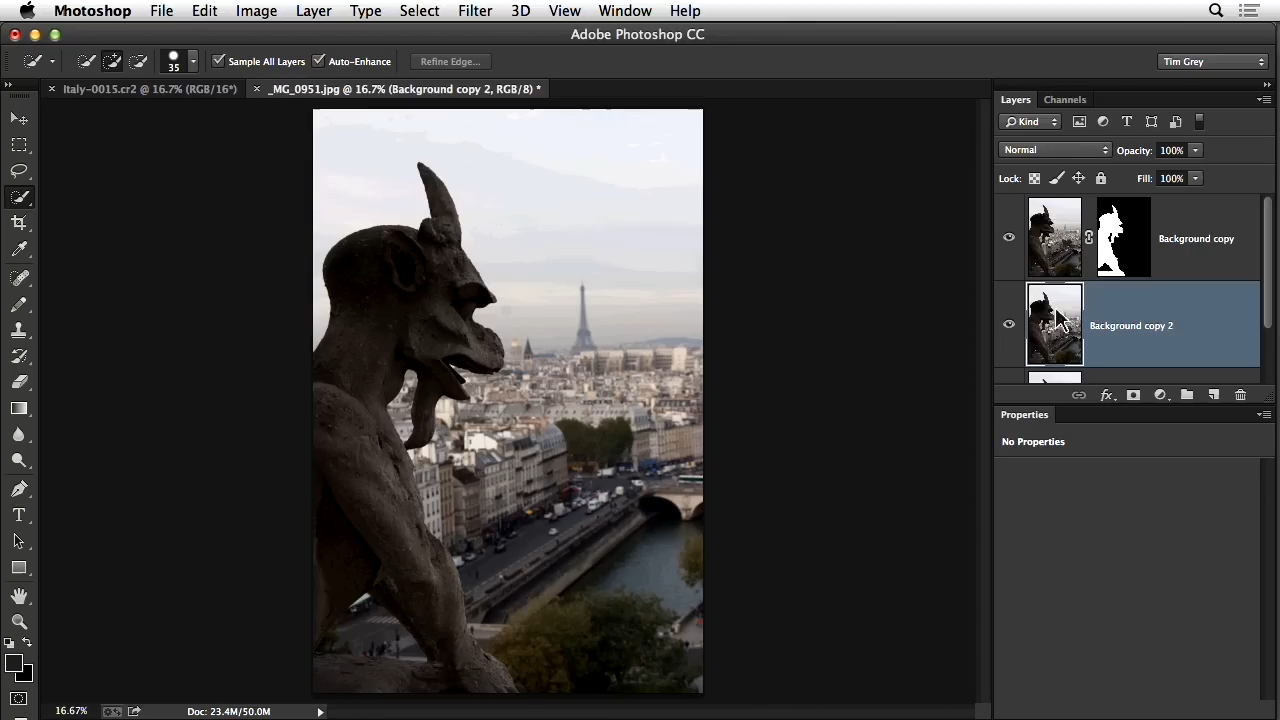 Photoshop File Edit Image Layer Type Select Filter 3D View Window Help
Adobe Photoshop CC
35 Sample All Layers Auto-Enhance Refine Edge... Tim Grey
Italy-0015.cr2 @ 16.7% (RGB/16*) _MG_0951.jpg @ 16.7% (Background copy 2, RGB/8) *
Layers Channels
Kind
Normal Opacity: 100%
Lock: Fill: 100%
Background copy
Background copy 2
fx
Properties
No Properties
16.67% Doc: 23.4M/50.0M